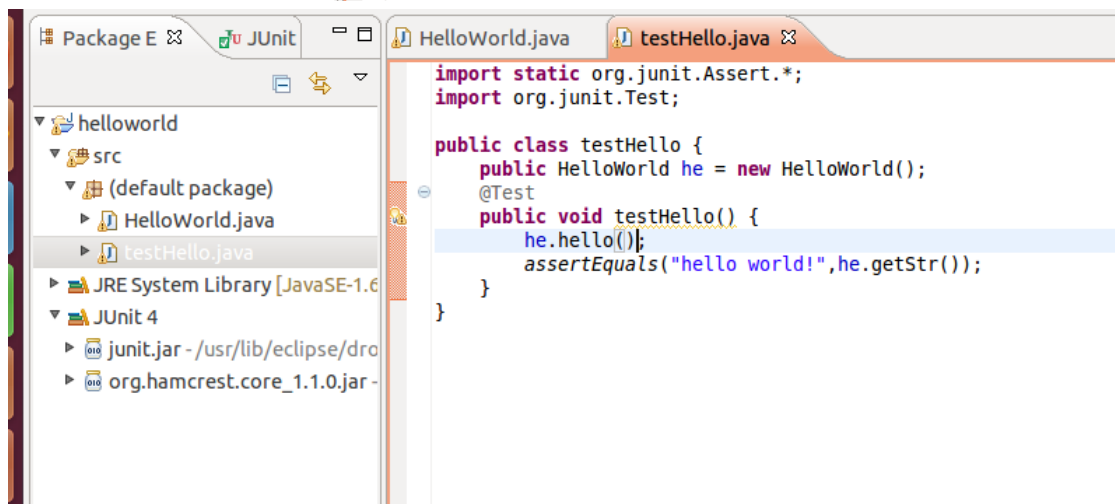 Package E JUnit
HelloWorld.java testHello.java
helloworld
src
(default package)
HelloWorld.java
testHello.java
JRE System Library [JavaSE-1.6
JUnit 4
junit.jar - /usr/lib/eclipse/dro
org.hamcrest.core_1.1.0.jar -
import static org.junit.Assert.*;
import org.junit.Test;
public class testHello {
public HelloWorld he = new HelloWorld();
@Test
public void testHello() {
he.hello();
assertEquals("hello world!",he.getStr());
}
}